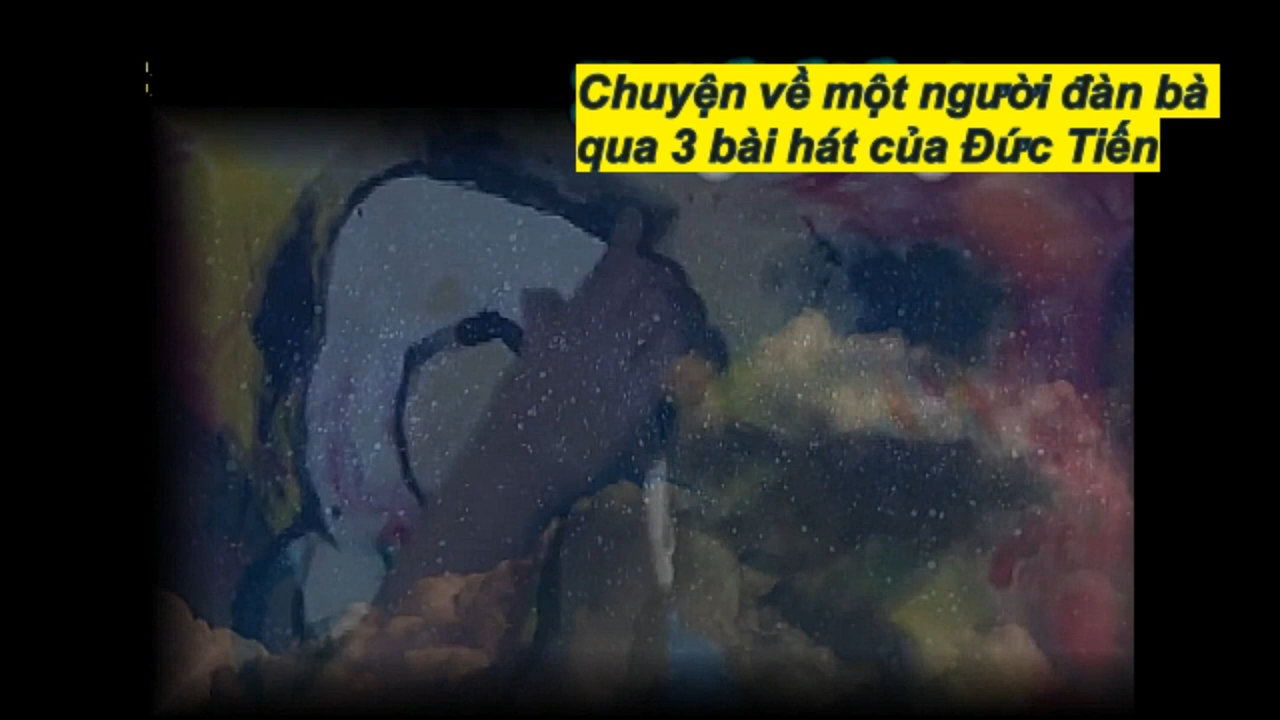 Chuyện về một người đàn bà
qua 3 bài hát của Đức Tiến